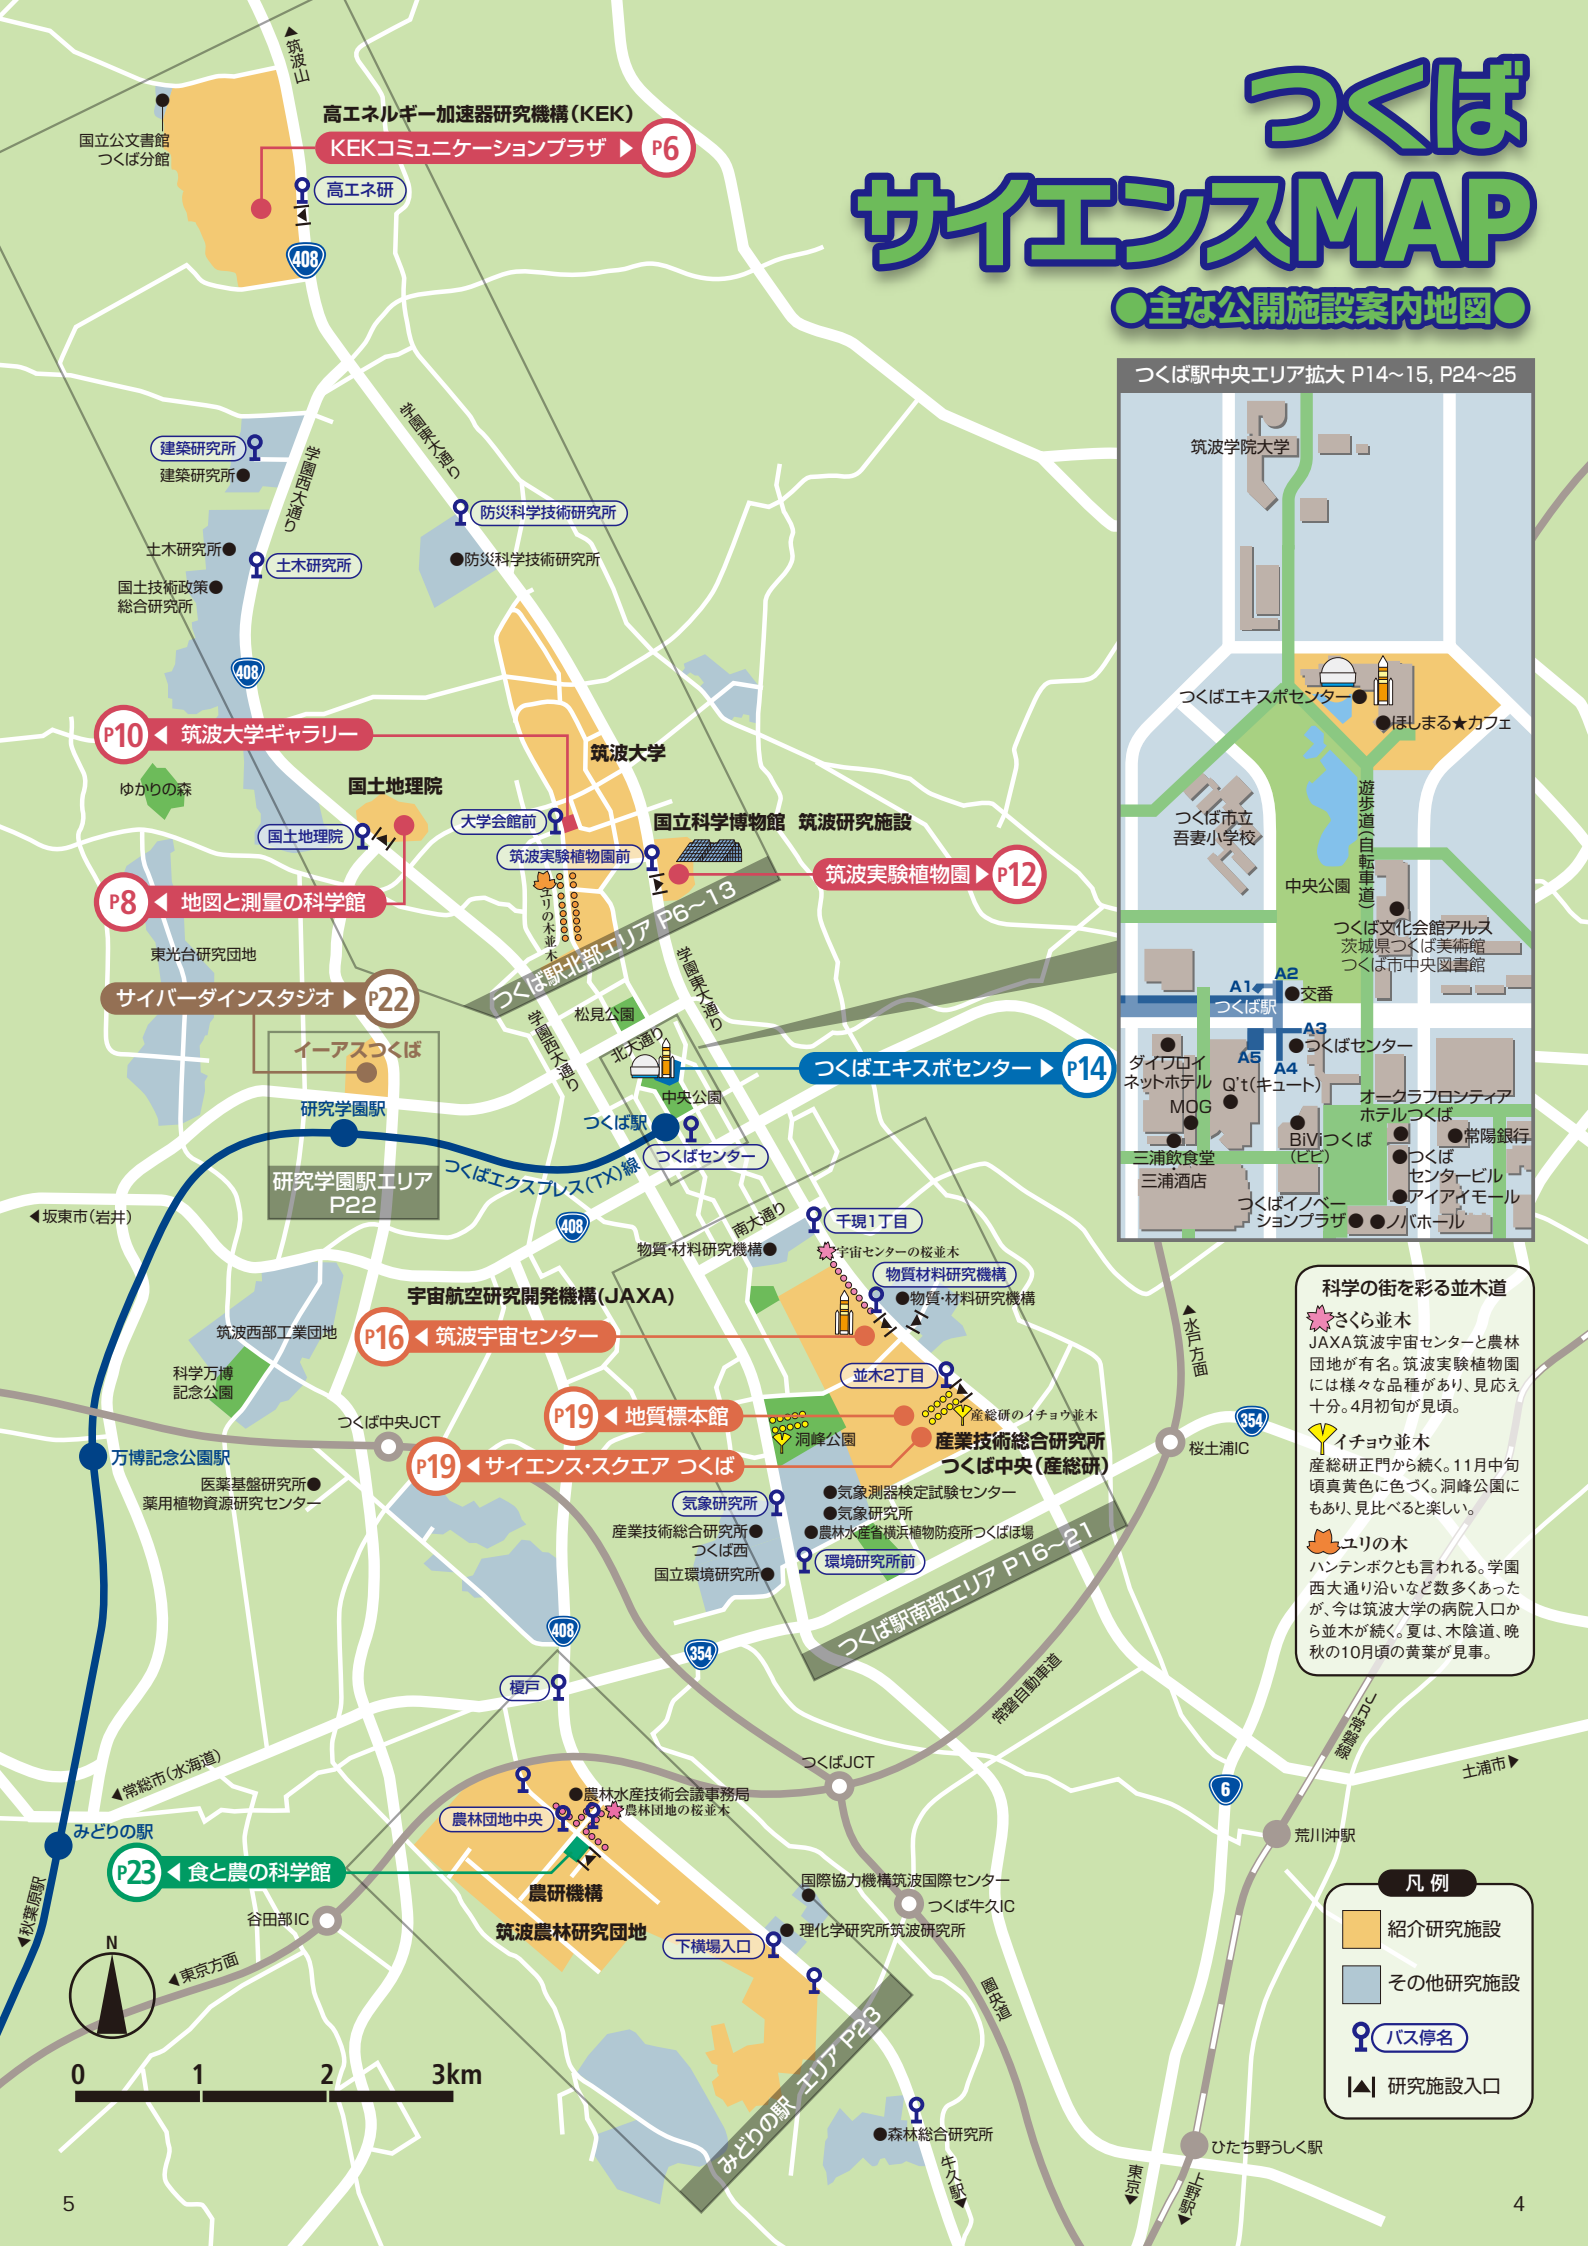 つくば
サイエンスMAP
●主な公開施設案内地図●
▲筑波山
国立公文書館
つくば分館
高エネルギー加速器研究機構(KEK)
KEKコミュニケーションプラザ ▶ P6
高エネ研
408
建築研究所
建築研究所●
学園西大通り
学園東大通り
防災科学技術研究所
●防災科学技術研究所
土木研究所●
土木研究所
国土技術政策●
総合研究所
408
P10 ◀ 筑波大学ギャラリー
筑波大学
ゆかりの森
国土地理院
国土地理院
大学会館前
国立科学博物館 筑波研究施設
筑波実験植物園前
筑波実験植物園 ▶ P12
P8 ◀ 地図と測量の科学館
ユリの木並木
つくば駅北部エリア P6〜13
東光台研究団地
サイバーダインスタジオ ▶ P22
学園東大通り
学園西大通り
松見公園
北大通り
イーアスつくば
つくばエキスポセンター ▶ P14
中央公園
研究学園駅
つくば駅
つくばセンター
つくばエクスプレス(TX)線
研究学園駅エリア
P22
◀坂東市(岩井)
408
南大通り
千現1丁目
物質・材料研究機構●
宇宙センターの桜並木
物質材料研究機構
●物質・材料研究機構
宇宙航空研究開発機構(JAXA)
P16 ◀ 筑波宇宙センター
筑波西部工業団地
科学万博
記念公園
並木2丁目
P19 ◀ 地質標本館
産総研のイチョウ並木
洞峰公園
産業技術総合研究所
つくば中央(産総研)
つくば中央JCT
P19 ◀ サイエンス・スクエア つくば
万博記念公園駅
医薬基盤研究所●
薬用植物資源研究センター
気象研究所
●気象測器検定試験センター
●気象研究所
産業技術総合研究所●
つくば西
●農林水産省横浜植物防疫所つくばほ場
国立環境研究所●
環境研究所前
つくば駅南部エリア P16〜21
▲水戸方面
354
桜土浦IC
408
354
榎戸
常磐自動車道
JR常磐線
◀常総市(水海道)
つくばJCT
土浦市▶
6
荒川沖駅
●農林水産技術会議事務局
農林団地の桜並木
農林団地中央
みどりの駅
P23 ◀ 食と農の科学館
農研機構
筑波農林研究団地
◀秋葉原駅
谷田部IC
◀東京方面
国際協力機構筑波国際センター
つくば牛久IC
理化学研究所筑波研究所
下横場入口
圏央道
みどりの駅 エリア P23
●森林総合研究所
牛久駅▶
東京▶
上野駅▶
ひたち野うしく駅
N
0 1 2 3km
つくば駅中央エリア拡大 P14〜15, P24〜25
筑波学院大学
つくばエキスポセンター●
●ほしまる★カフェ
遊歩道(自転車道)
つくば市立
吾妻小学校
中央公園
つくば文化会館アルス
茨城県つくば美術館
つくば市中央図書館
A1
A2
つくば駅
●交番
A3
●つくばセンター
A5
A4
ダイワロイ
ネットホテル
Q't(キュート)
MOG
オークラフロンティア
ホテルつくば
BiViつくば
(ビビ)
●常陽銀行
三浦飲食堂
・
三浦酒店
●つくば
センタービル
●アイアイモール
つくばイノベー
ションプラザ●
●ノバホール
科学の街を彩る並木道
さくら並木
JAXA筑波宇宙センターと農林
団地が有名。筑波実験植物園
には様々な品種があり、見応え
十分。4月初旬が見頃。
イチョウ並木
産総研正門から続く。11月中旬
頃真黄色に色づく。洞峰公園に
もあり、見比べると楽しい。
ユリの木
ハンテンボクとも言われる。学園
西大通り沿いなど数多くあった
が、今は筑波大学の病院入口か
ら並木が続く。夏は、木陰道、晩
秋の10月頃の黄葉が見事。
凡例
紹介研究施設
その他研究施設
バス停名
研究施設入口
5
4